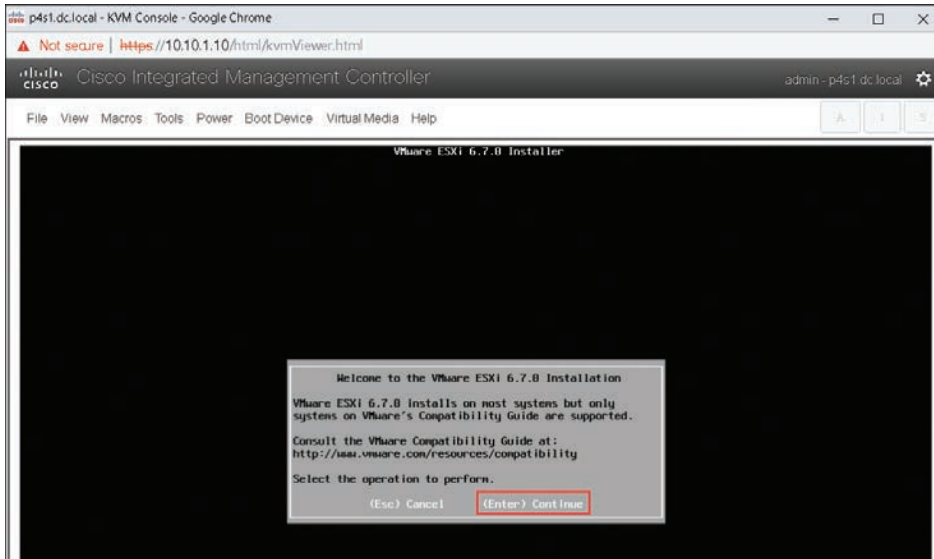 p4s1.dc.local - KVM Console - Google Chrome
Not secure | https://10.10.1.10/html/kvmViewer.html
cisco Cisco Integrated Management Controller admin - p4s1.dc.local
File View Macros Tools Power Boot Device Virtual Media Help A 1 S
VMware ESXi 6.7.0 Installer
Welcome to the VMware ESXi 6.7.0 Installation
VMware ESXi 6.7.0 installs on most systems but only
systems on VMware's Compatibility Guide are supported.
Consult the VMware Compatibility Guide at:
http://www.vmware.com/resources/compatibility
Select the operation to perform.
(Esc) Cancel (Enter) Continue